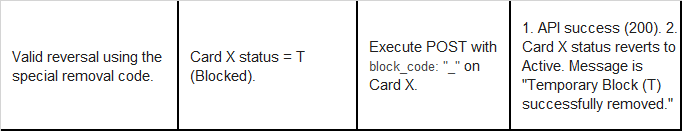 Valid reversal using the
special removal code.
Card X status = T
(Blocked).
Execute POST with
block_code: "_" on
Card X.
1. API success (200). 2.
Card X status reverts to
Active. Message is
"Temporary Block (T)
successfully removed."